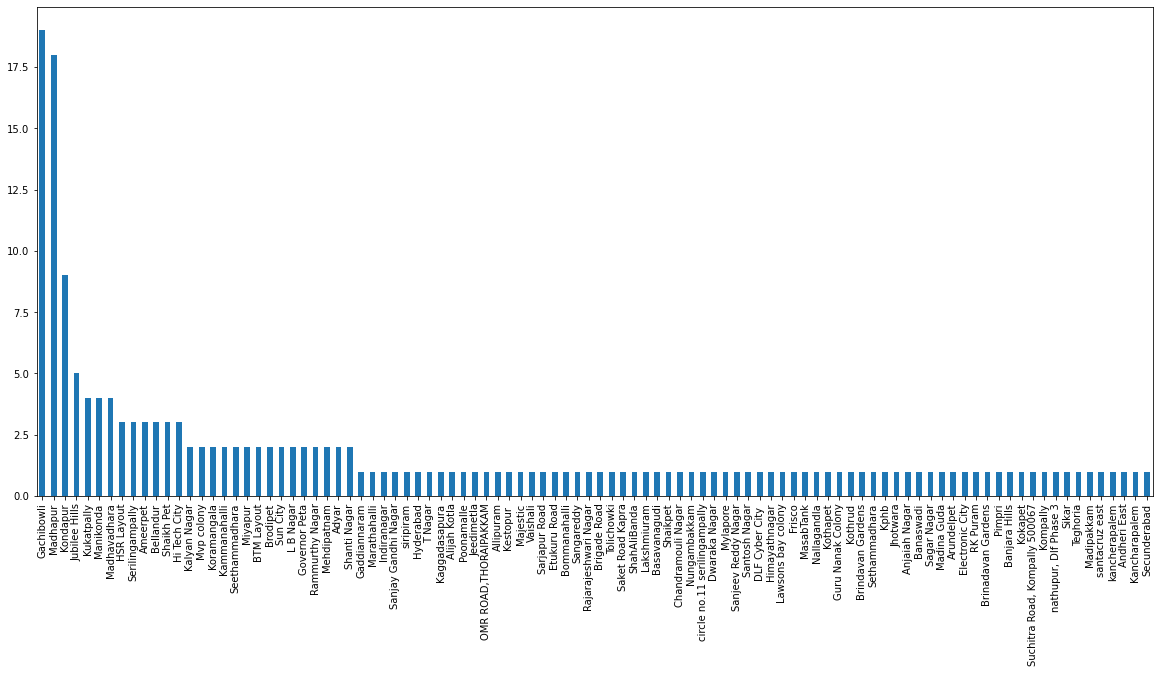 17.5
15.0
12.5
10.0
7.5
5.0
2.5
0.0
Gachibowli
Madhapur
Kondapur
Jubilee Hills
Kukatpally
Manikonda
Madhavadhara
HSR Layout
Serilingampally
Ameerpet
Bellandur
Shaikh Pet
Hi Tech City
Kalyan Nagar
Mvp colony
Koramangala
Kammanahalli
Seethammadhara
Miyapur
BTM Layout
Brodipet
Sun City
L B Nagar
Governor Peta
Rammurthy Nagar
Mehdipatnam
Adyar
Shanti Nagar
Gaddiannaram
Marathahalli
Indiranagar
Sanjay Gandhi Nagar
siripiram
Hyderabad
T Nagar
Kaggadasapura
Alijah Kotla
Poonamalle
Jeedimetla
OMR ROAD,THORAIPAKKAM
Allipuram
Kestopur
Majestic
Vaishali
Sarjapur Road
Etukuru Road
Bommanahalli
Sangareddy
Rajarajeshwari Nagar
Brigade Road
Tolichowki
Saket Road Kapra
ShahAliBanda
Lakshmipuram
Basavanagudi
Shaikpet
Chandramouli Nagar
Nungambakkam
circle no.11 serilingampally
Dwaraka Nagar
Mylapore
Sanjeev Reddy Nagar
Santosh Nagar
DLF Cyber City
Himayathnagar
Lawsons bay colony
Frisco
MasabTank
Nallagandla
Kothapet
Guru Nanak Colony
Kothrud
Brindavan Gardens
Sethammadhara
Kphb
Jhotwara
Anjaiah Nagar
Banaswadi
Sagar Nagar
Madina Guda
Arundelpet
Electronic City
RK Puram
Brinadavan Gardens
Pimpri
Banjara Hills
Kokapet
Suchitra Road, Kompally 500067
Kompally
nathupur, Dlf Phase 3
Sikar
Teghoria
Madipakkam
santacruz east
kancherapalem
Andheri East
Kancharapalem
Secunderabad